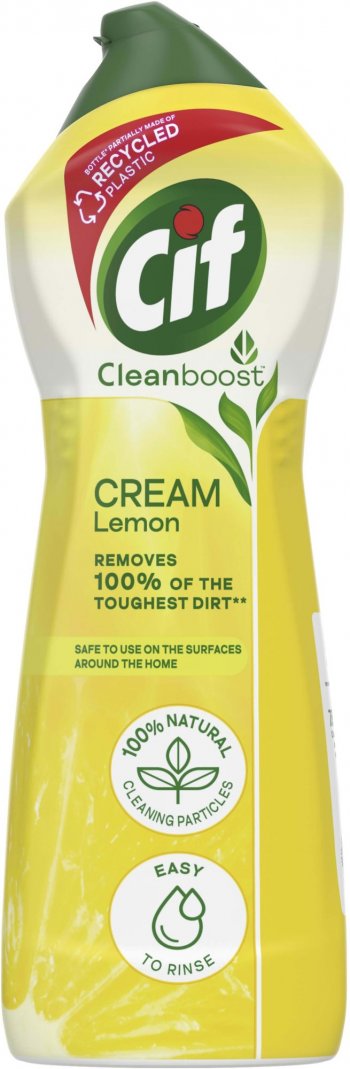 BOTTLE* PARTIALLY MADE OF
RECYCLED
PLASTIC
Cif
Cleanboost™
CREAM
Lemon
REMOVES
100% OF THE
TOUGHEST DIRT**
SAFE TO USE ON THE SURFACES
AROUND THE HOME
100% NATURAL
CLEANING PARTICLES
EASY
TO RINSE